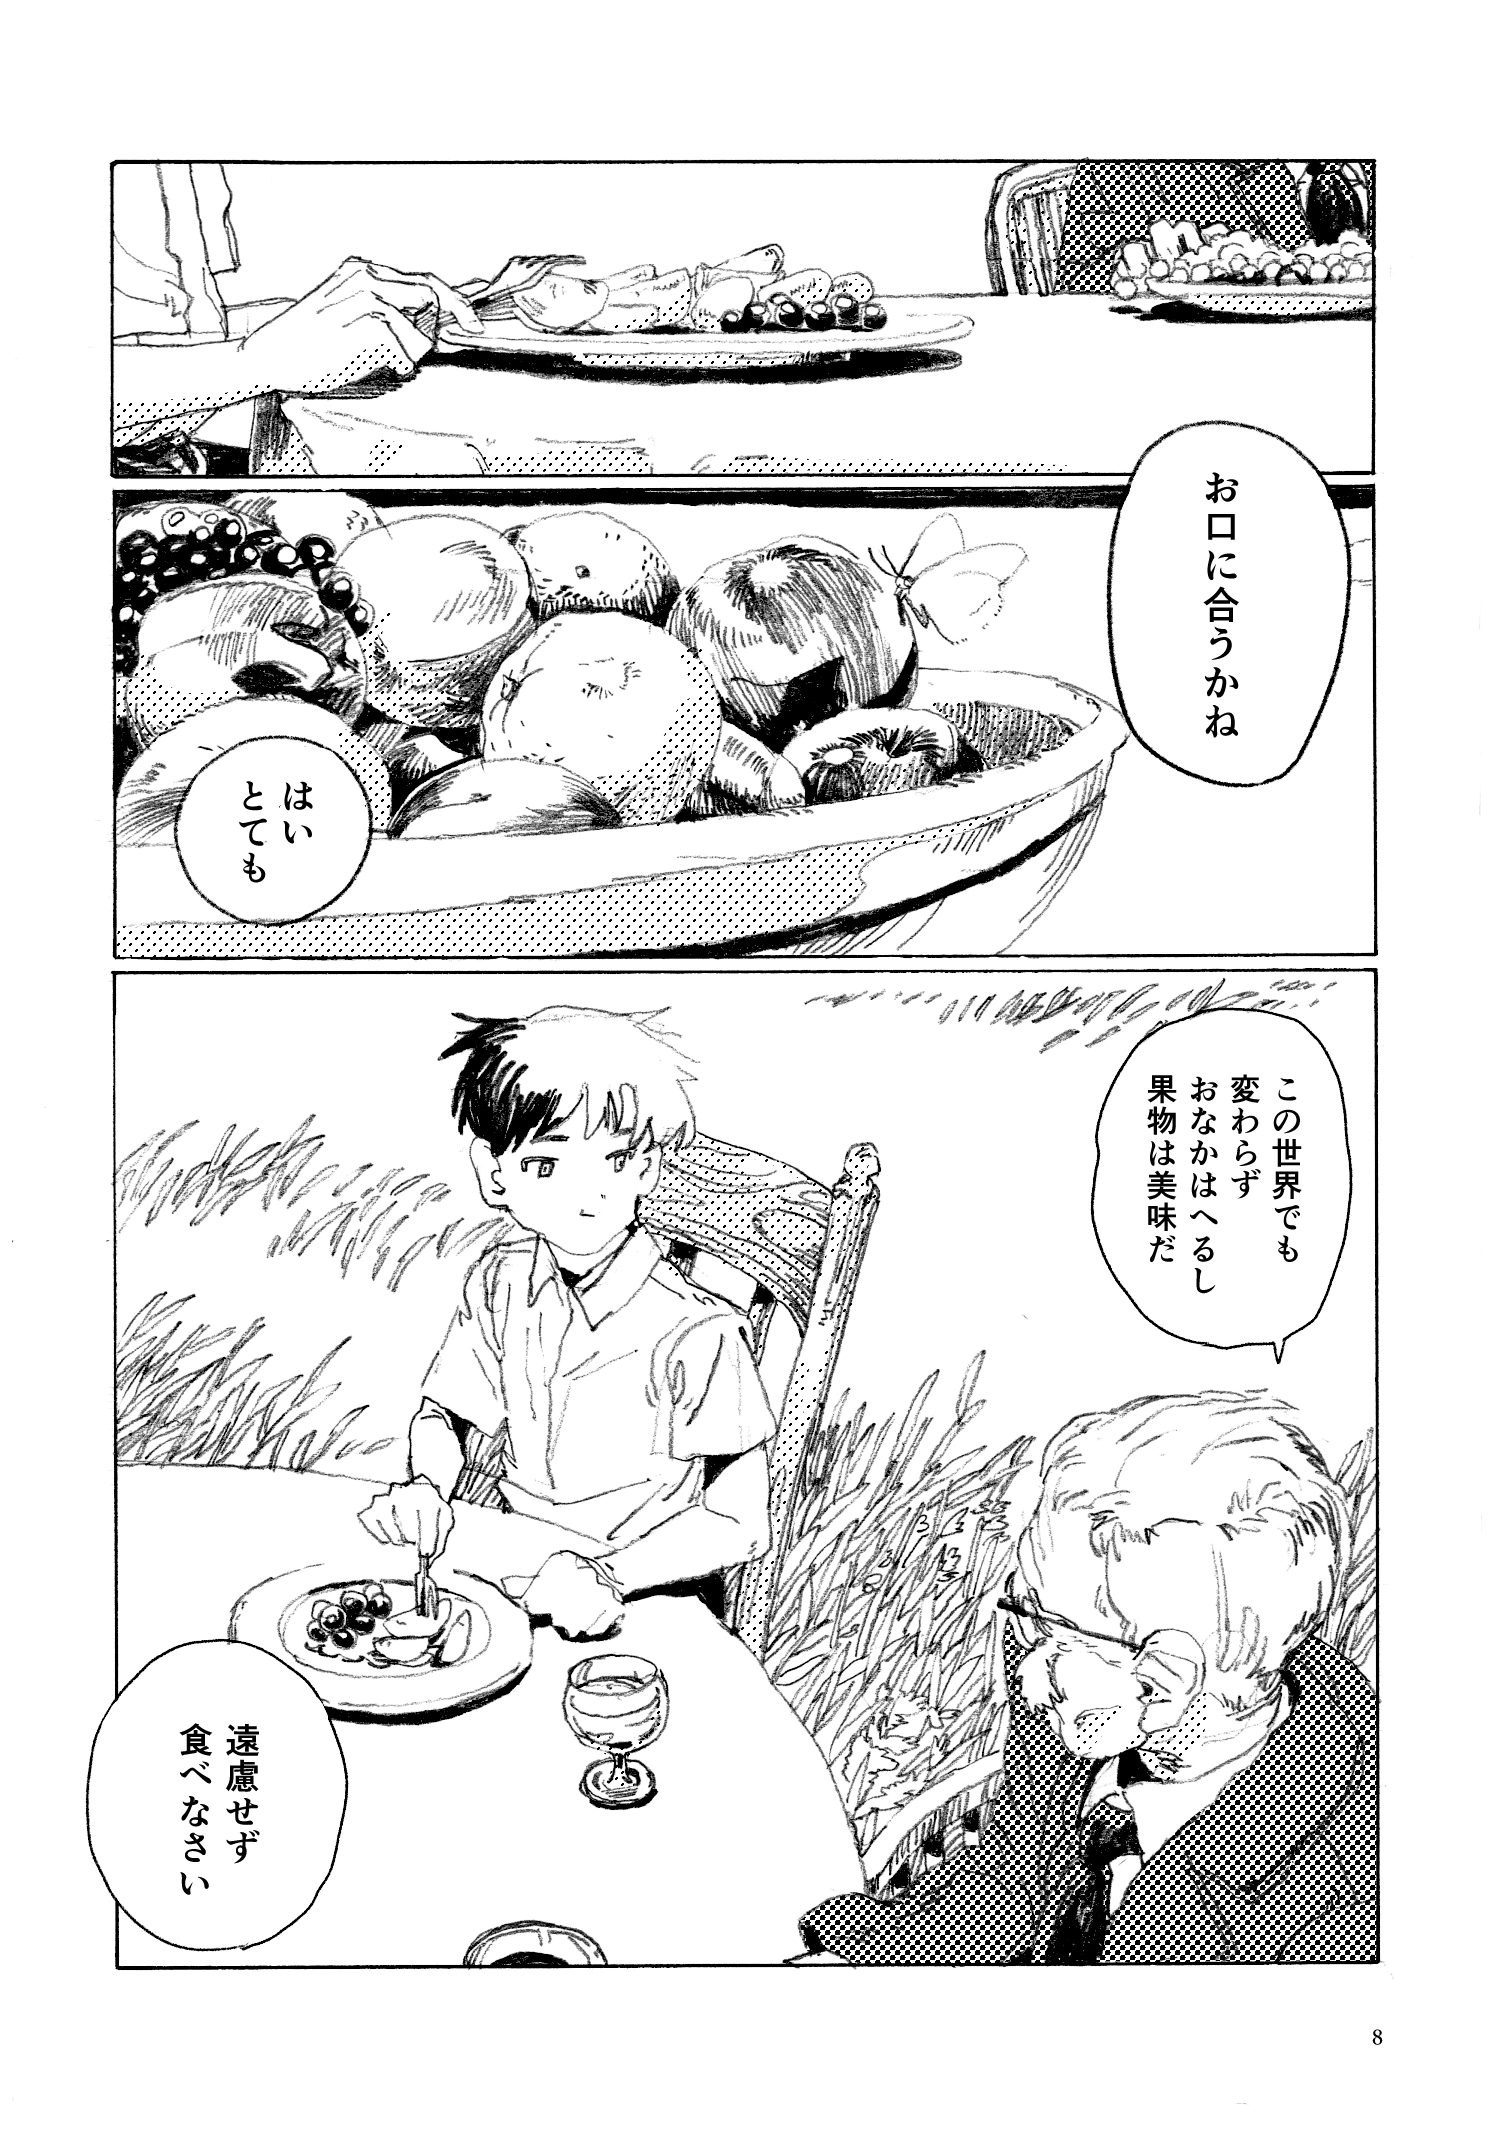 お口に合うかね
はい
とても
この世界でも
変わらず
おなかはへるし
果物は美味だ
遠慮せず
食べなさい
8